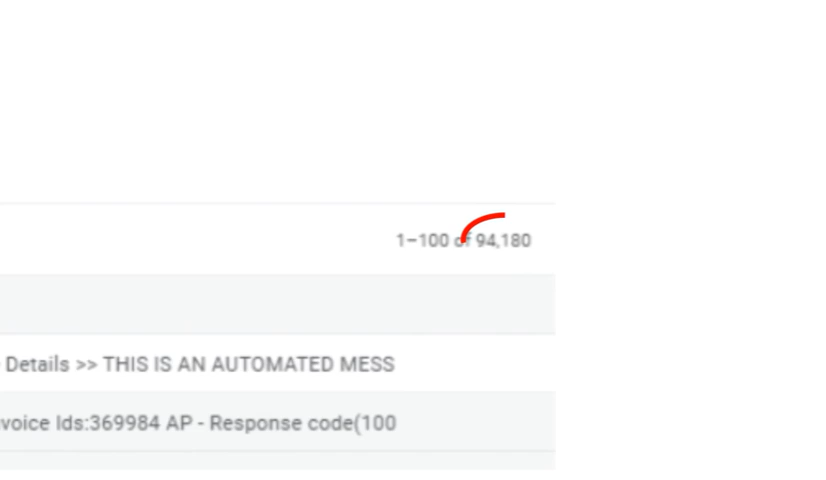 1–100 of 94,180
Details >> THIS IS AN AUTOMATED MESS
voice Ids:369984 AP - Response code(100